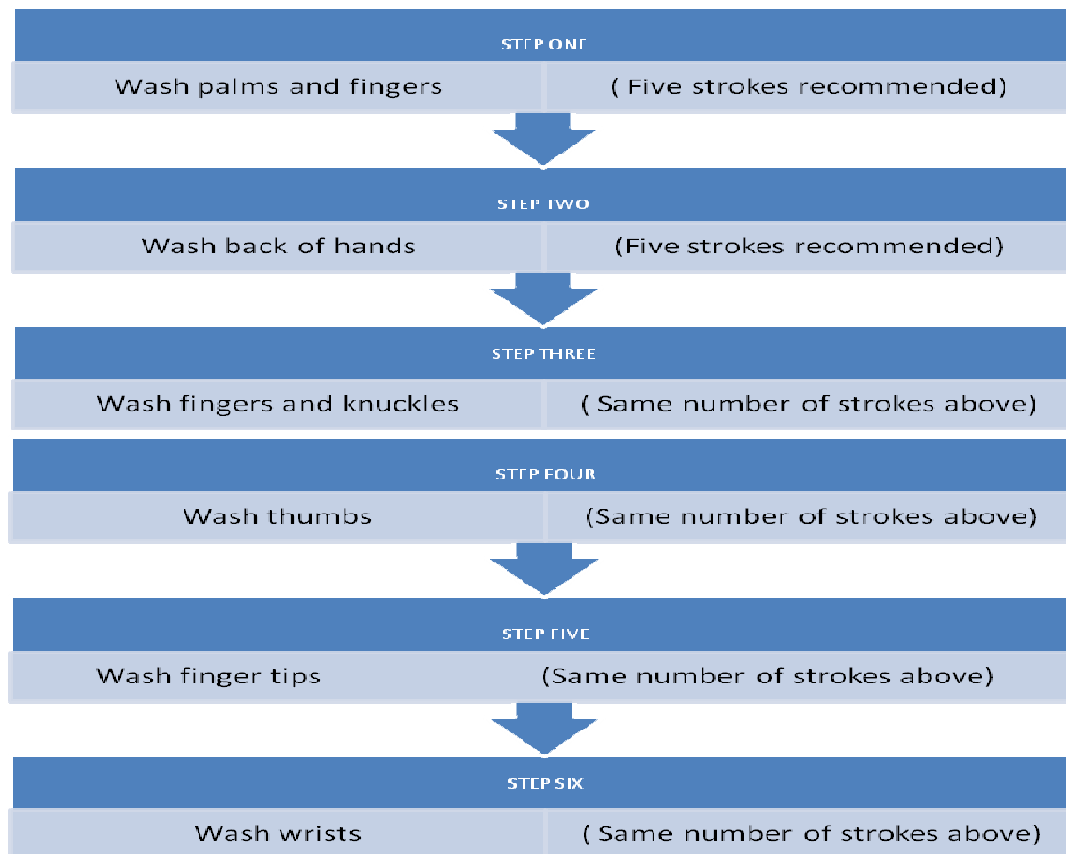 STEP ONE
Wash palms and fingers ( Five strokes recommended)
STEP TWO
Wash back of hands (Five strokes recommended)
STEP THREE
Wash fingers and knuckles ( Same number of strokes above)
STEP FOUR
Wash thumbs (Same number of strokes above)
STEP FIVE
Wash finger tips (Same number of strokes above)
STEP SIX
Wash wrists ( Same number of strokes above)